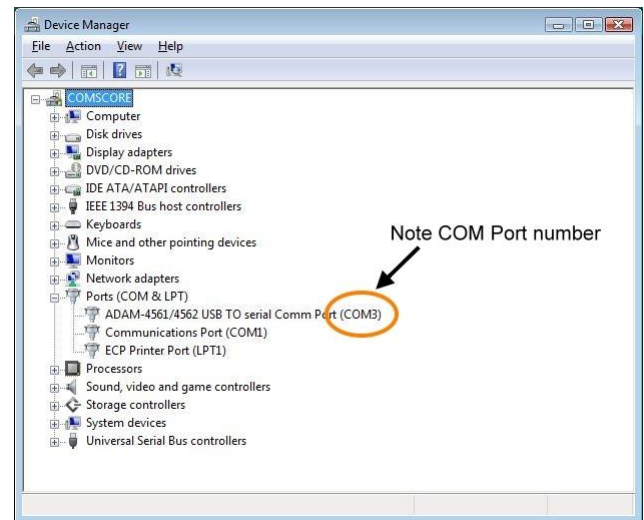 Device Manager
File Action View Help
COMSCORE
Computer
Disk drives
Display adapters
DVD/CD-ROM drives
IDE ATA/ATAPI controllers
IEEE 1394 Bus host controllers
Keyboards
Mice and other pointing devices
Note COM Port number
Monitors
Network adapters
Ports (COM & LPT)
ADAM-4561/4562 USB TO serial Comm Port (COM3)
Communications Port (COM1)
ECP Printer Port (LPT1)
Processors
Sound, video and game controllers
Storage controllers
System devices
Universal Serial Bus controllers